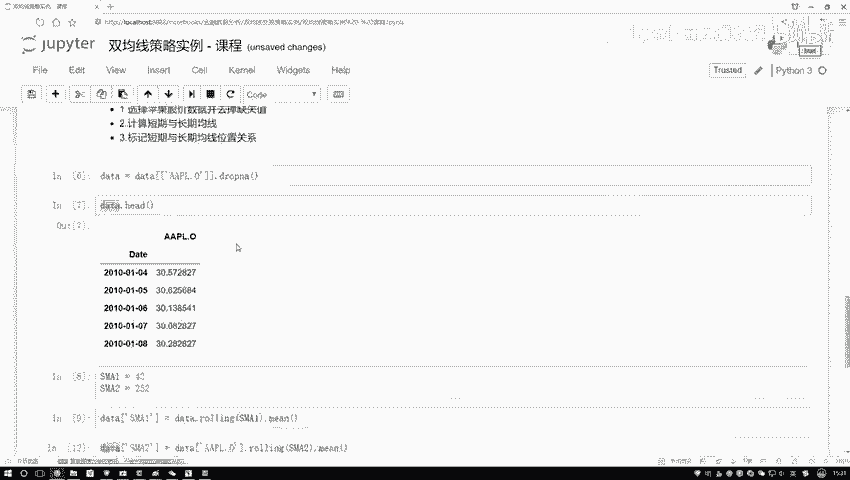 双均线策略实例 - 课程
http://localhost:8888/notebooks/
jupyter 双均线策略实例 - 课程 (unsaved changes)
File Edit View Insert Cell Kernel Widgets Help
Trusted Python 3
Code
1.选择苹果股价数据并去掉缺失值
2.计算短期与长期均线
3.标记短期与长期均线位置关系
In [6]: data = data[['AAPL.O']].dropna()
In [7]: data.head()
Out[7]:
AAPL.O
Date
2010-01-04 30.572827
2010-01-05 30.625684
2010-01-06 30.138541
2010-01-07 30.082827
2010-01-08 30.282827
In [8]: SMA1 = 42
SMA2 = 252
In [9]: data['SMA1'] = data.rolling(SMA1).mean()
In [12]: data['SMA2'] = data['AAPL.O'].rolling(SMA2).mean()
15:31